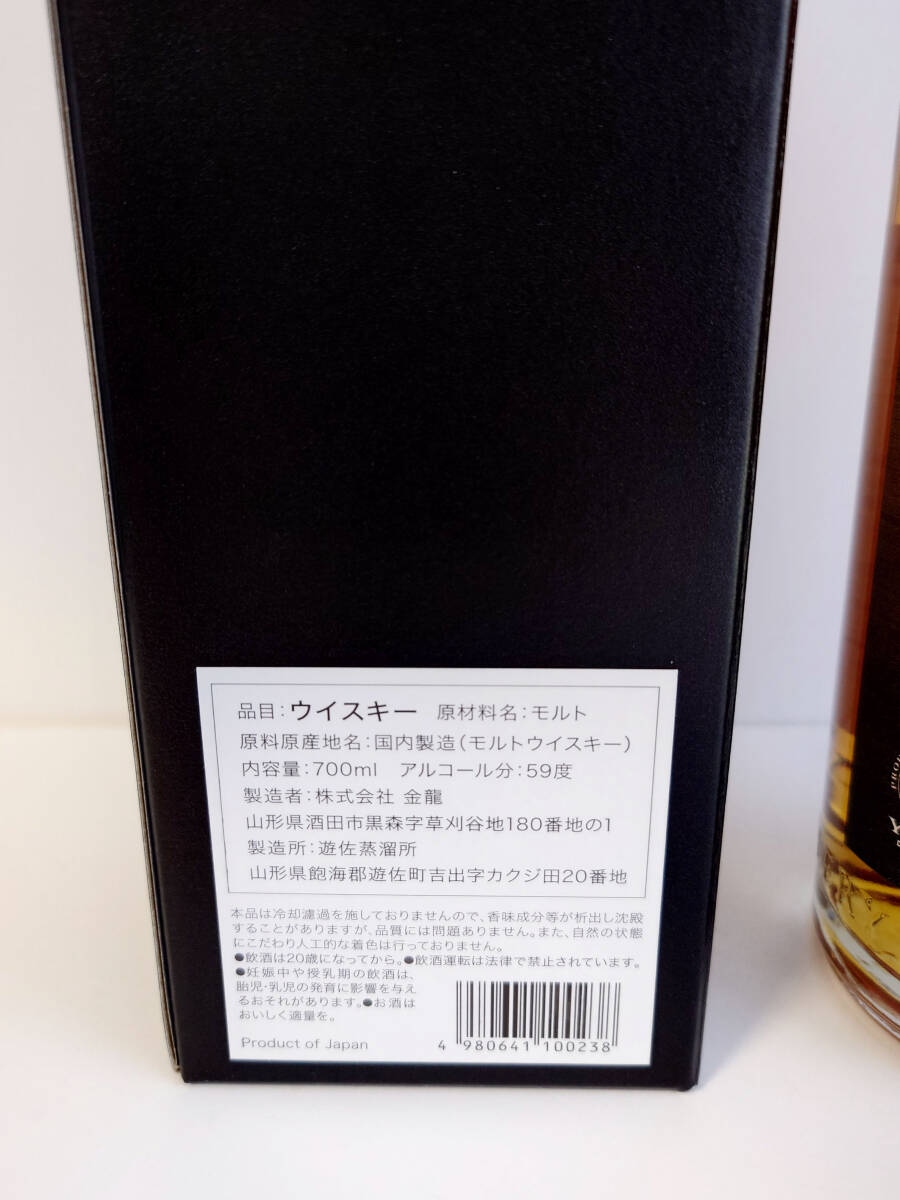 品目：ウイスキー　原材料名：モルト
原料原産地名：国内製造（モルトウイスキー）
内容量：700ml　アルコール分：59度
製造者：株式会社 金龍
山形県酒田市黒森字草刈谷地180番地の1
製造所：遊佐蒸溜所
山形県飽海郡遊佐町吉出字カクジ田20番地
本品は冷却濾過を施しておりませんので、香味成分等が析出し沈殿
することがありますが、品質には問題ありません。また、自然の状態
にこだわり人工的な着色は行っておりません。
●飲酒は20歳になってから。●飲酒運転は法律で禁止されています。
●妊娠中や授乳期の飲酒は、
胎児・乳児の発育に影響を与え
るおそれがあります。●お酒は
おいしく適量を。
Product of Japan
4 980641 100238